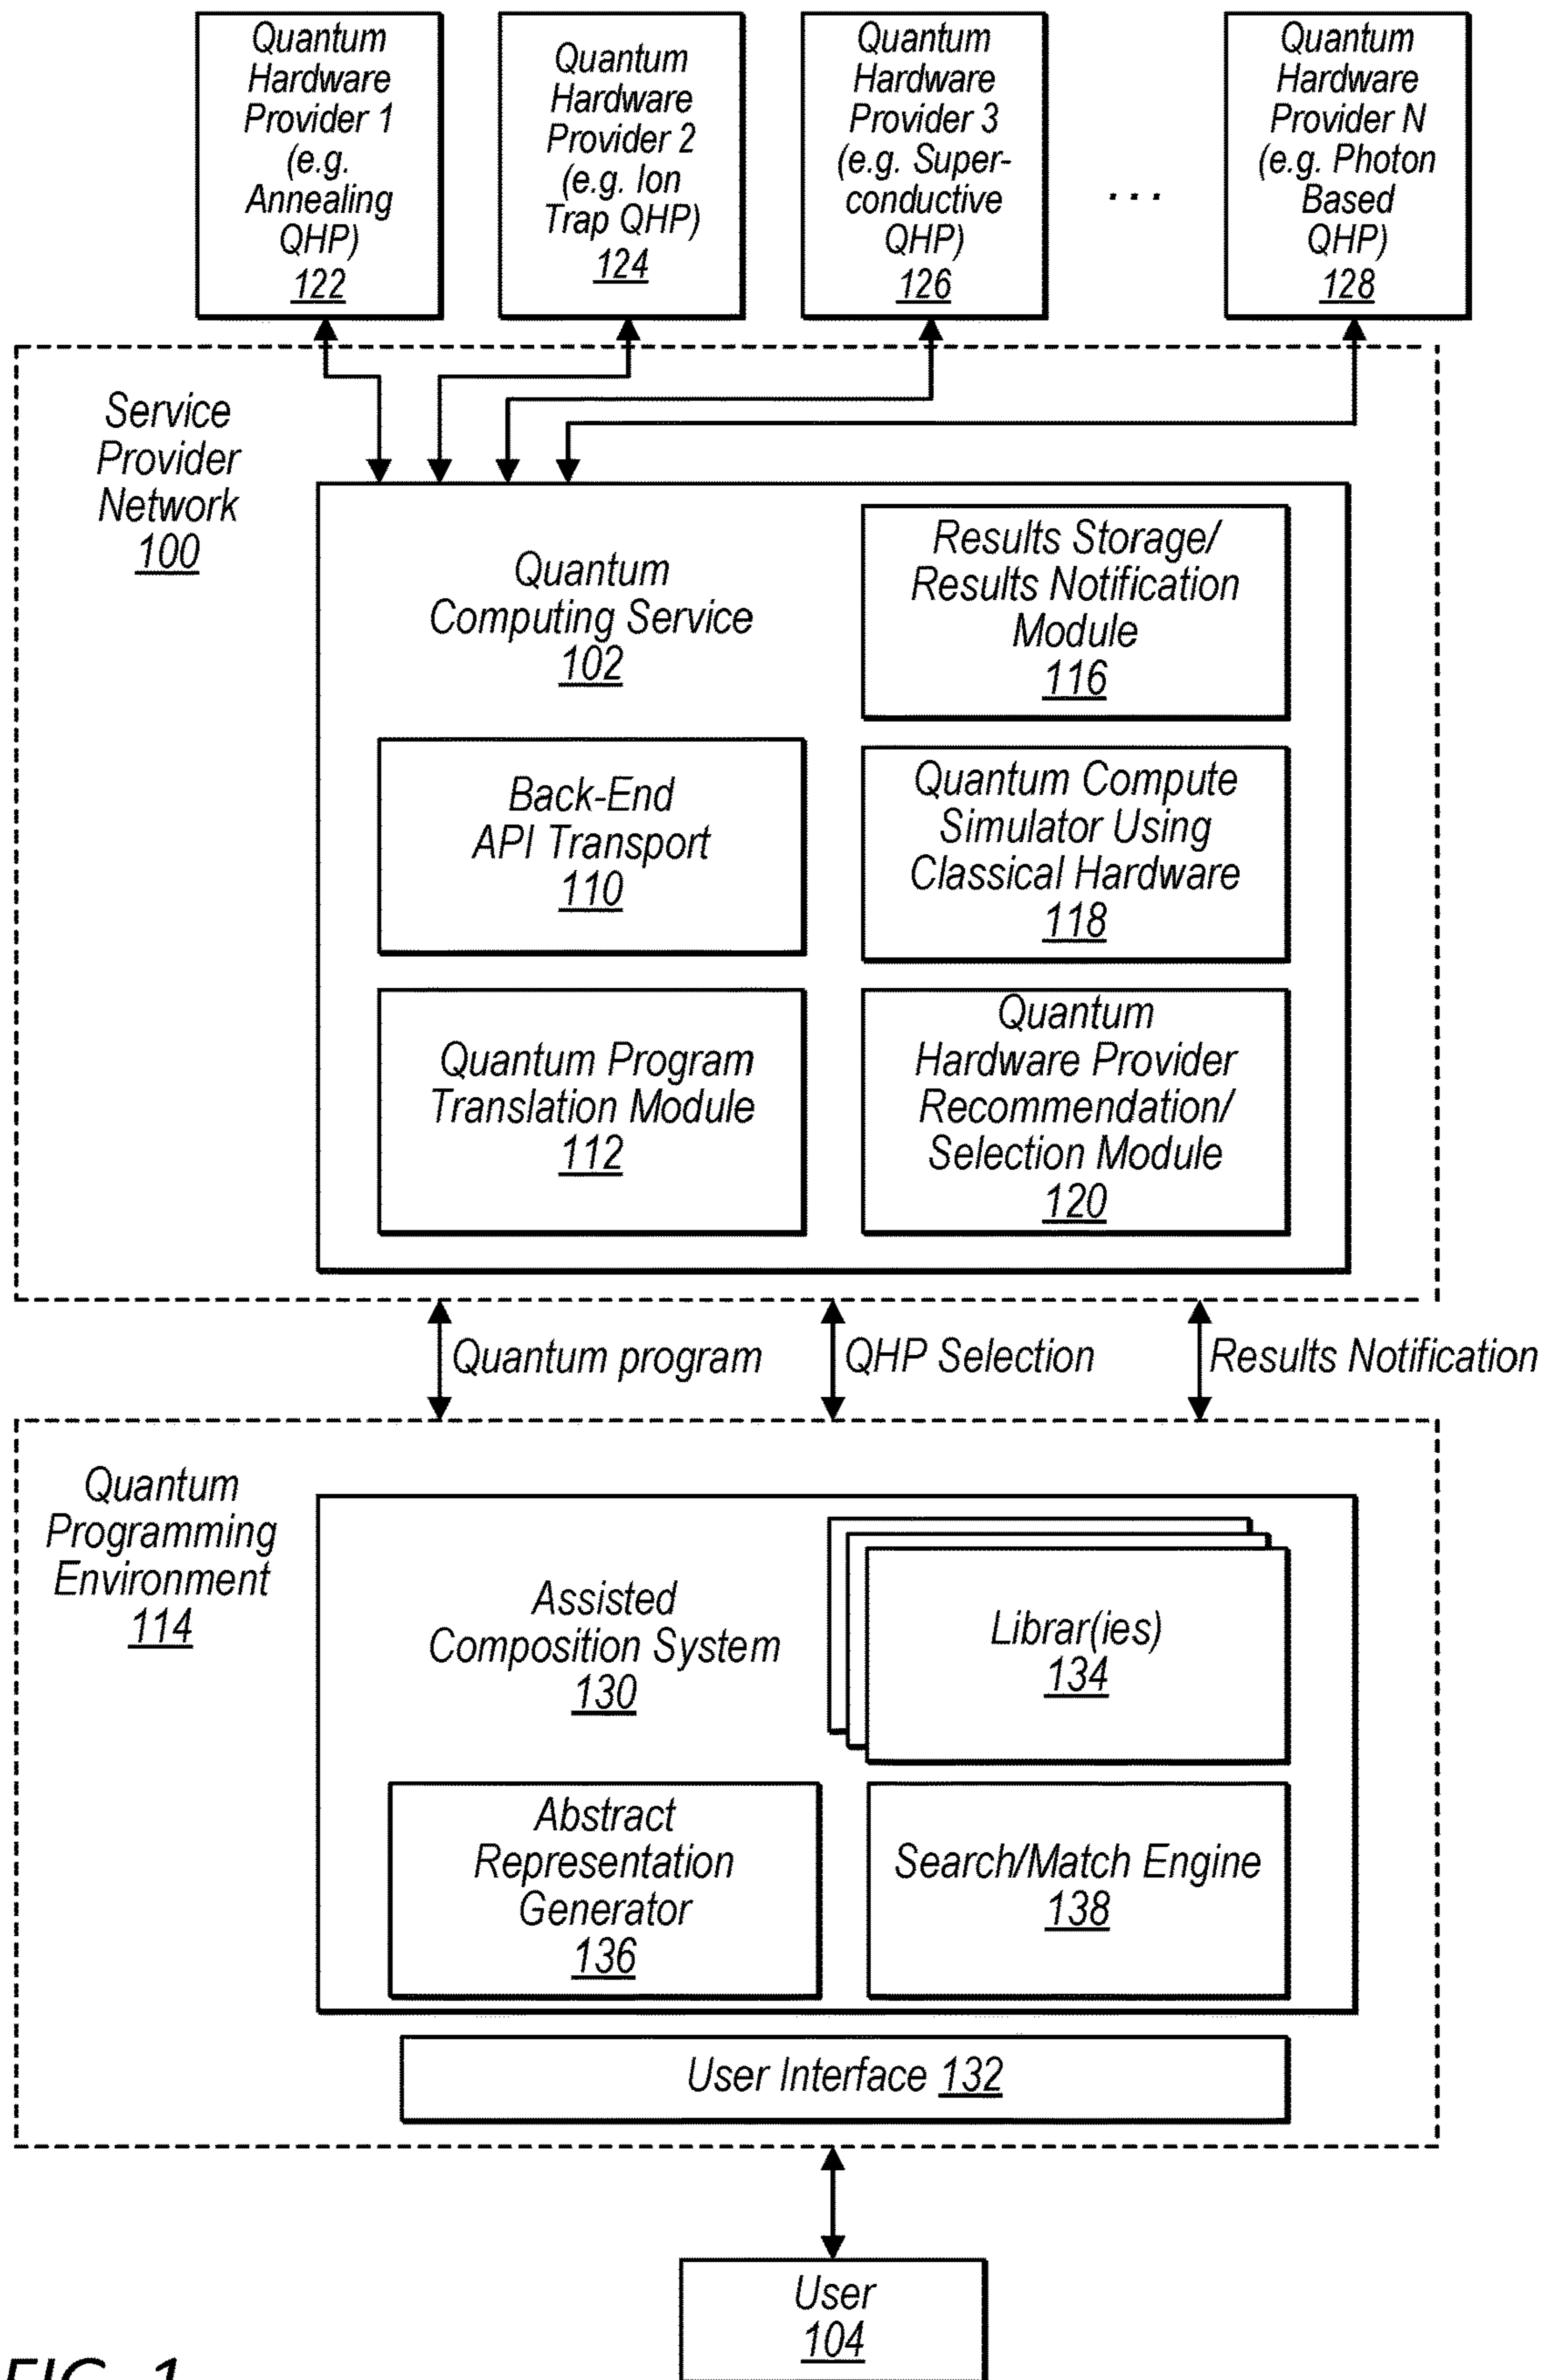 Quantum
Hardware
Provider 1
(e.g.
Annealing
QHP)
122
Quantum
Hardware
Provider 2
(e.g. Ion
Trap QHP)
124
Quantum
Hardware
Provider 3
(e.g. Super-
conductive
QHP)
126
...
Quantum
Hardware
Provider N
(e.g. Photon
Based
QHP)
128
Service
Provider
Network
100
Quantum
Computing Service
102
Results Storage/
Results Notification
Module
116
Back-End
API Transport
110
Quantum Compute
Simulator Using
Classical Hardware
118
Quantum Program
Translation Module
112
Quantum
Hardware Provider
Recommendation/
Selection Module
120
Quantum program
QHP Selection
Results Notification
Quantum
Programming
Environment
114
Assisted
Composition System
130
Librar(ies)
134
Abstract
Representation
Generator
136
Search/Match Engine
138
User Interface 132
User
104
FIG. 1